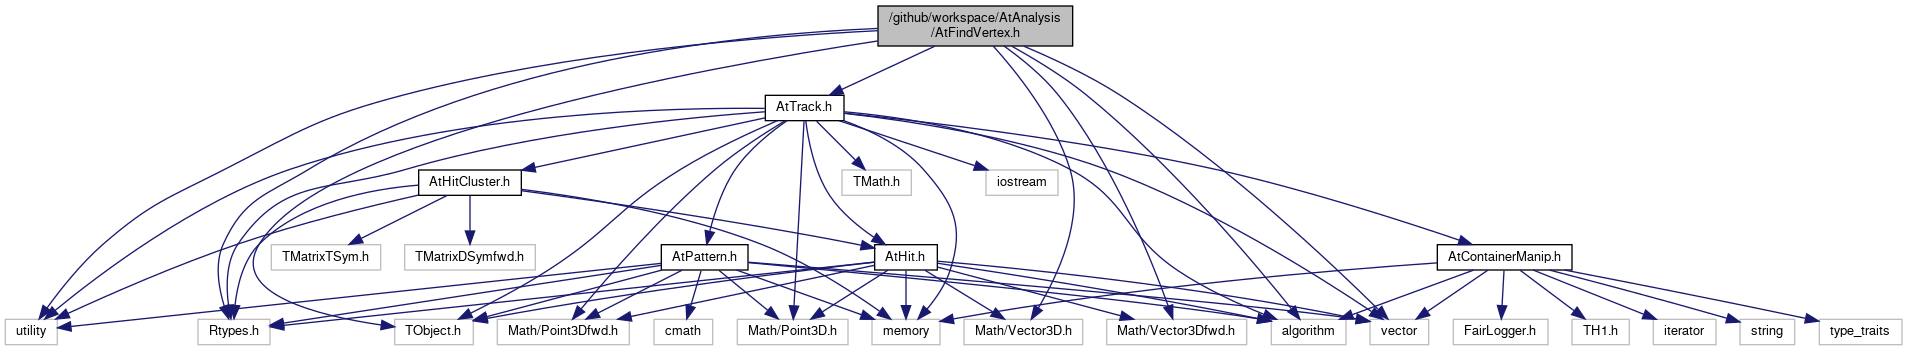 /github/workspace/AtAnalysis
/AtFindVertex.h
AtTrack.h
AtHitCluster.h
TMath.h
iostream
TMatrixTSym.h
TMatrixDSymfwd.h
AtPattern.h
AtHit.h
AtContainerManip.h
utility
Rtypes.h
TObject.h
Math/Point3Dfwd.h
cmath
Math/Point3D.h
memory
Math/Vector3D.h
Math/Vector3Dfwd.h
algorithm
vector
FairLogger.h
TH1.h
iterator
string
type_traits